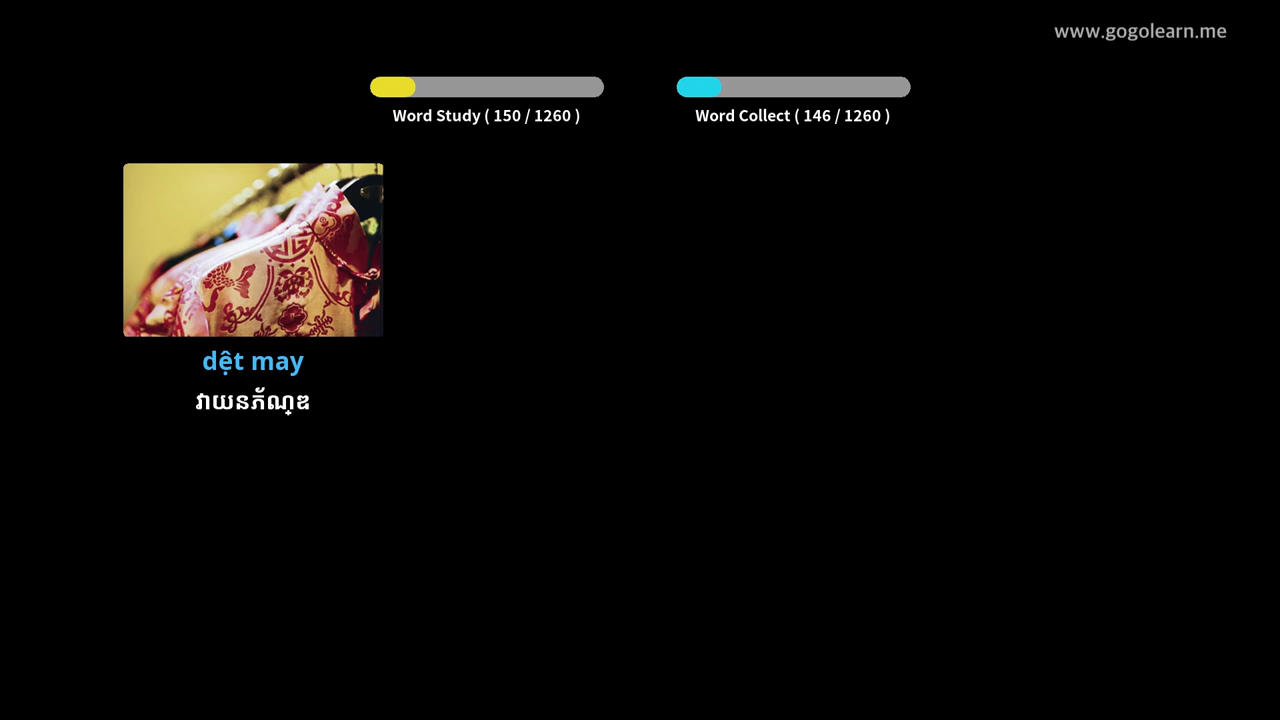 www.gogolearn.me
Word Study ( 150 / 1260 )
Word Collect ( 146 / 1260 )
dệt may
វាយនភ័ណ្ឌ